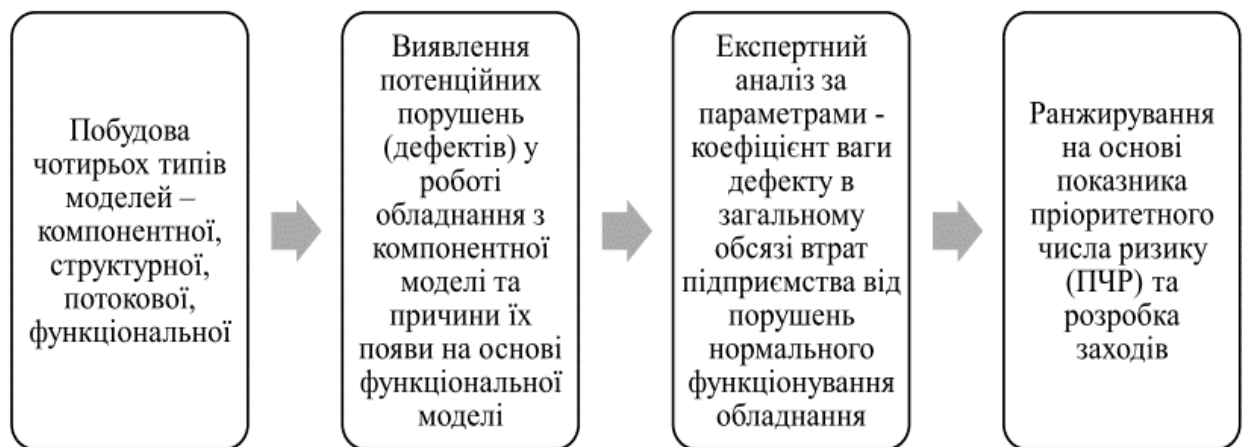 Побудова
чотирьох типів
моделей –
компонентної,
структурної,
потокової,
функціональної
Виявлення
потенційних
порушень
(дефектів) у
роботі
обладнання з
компонентної
моделі та
причини їх
появи на основі
функціональної
моделі
Експертний
аналіз за
параметрами -
коефіцієнт ваги
дефекту в
загальному
обсязі втрат
підприємства від
порушень
нормального
функціонування
обладнання
Ранжирування
на основі
показника
пріоритетного
числа ризику
(ПЧР) та
розробка
заходів